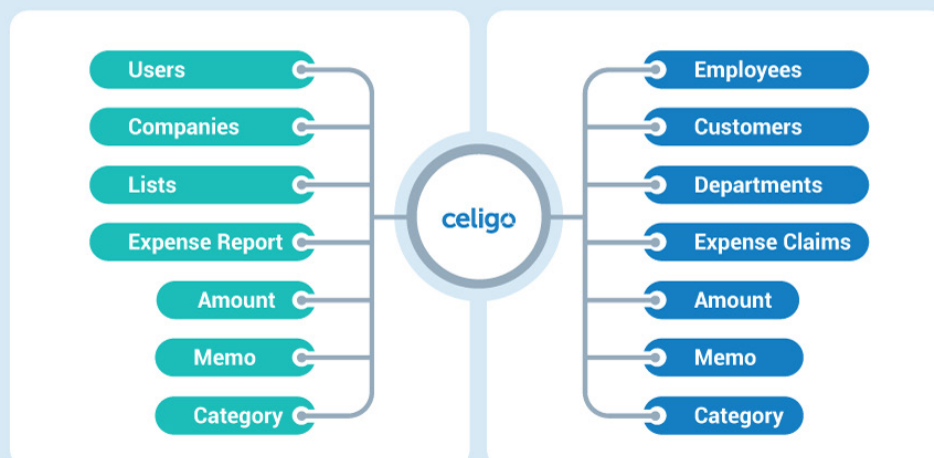 Users
Companies
Lists
Expense Report
Amount
Memo
Category
celigo
Employees
Customers
Departments
Expense Claims
Amount
Memo
Category